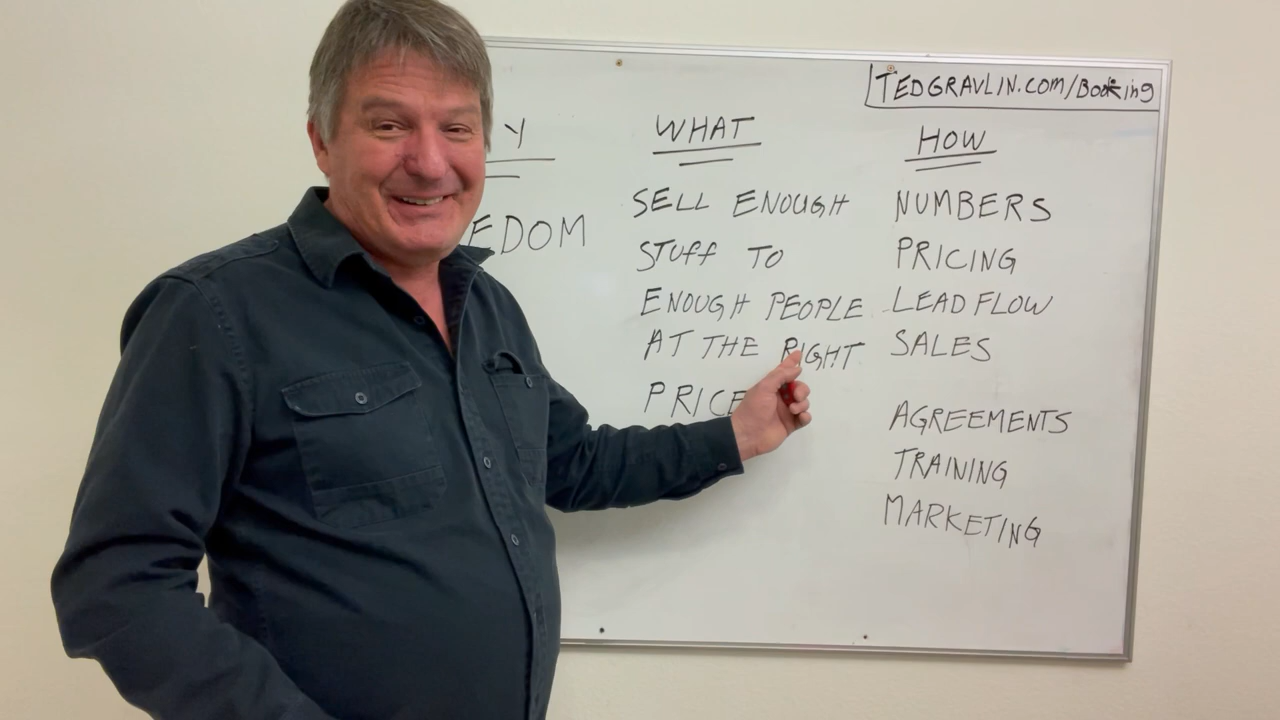 TEDGRAVLIN.COM/BOOKING
Y
EDOM
WHAT
SELL ENOUGH
STUFF TO
ENOUGH PEOPLE
AT THE RIGHT
PRICE
HOW
NUMBERS
PRICING
LEAD FLOW
SALES
AGREEMENTS
TRAINING
MARKETING